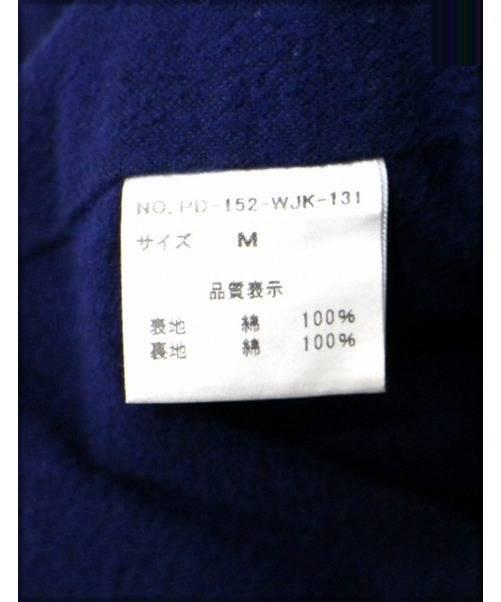 NO. PD-152-WJK-131
サイズ M
品質表示
表地 綿 100%
裏地 綿 100%